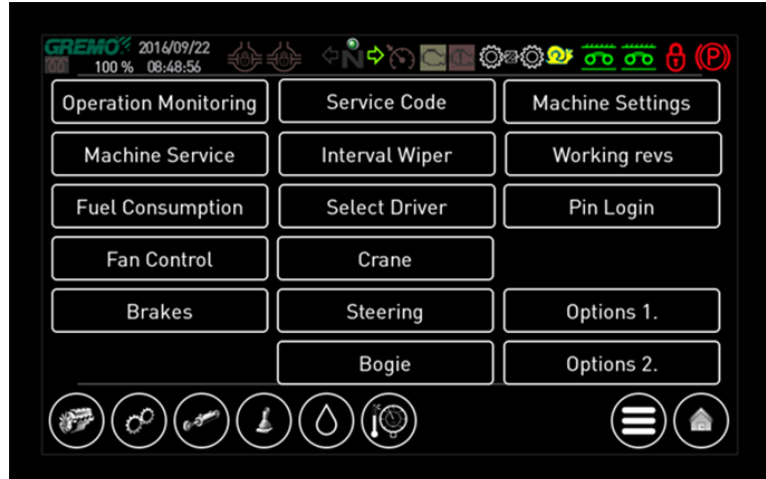 GREMO 2016/09/22
00 100 % 08:48:56 N (P)
Operation Monitoring Service Code Machine Settings
Machine Service Interval Wiper Working revs
Fuel Consumption Select Driver Pin Login
Fan Control Crane
Brakes Steering Options 1.
Bogie Options 2.
°C